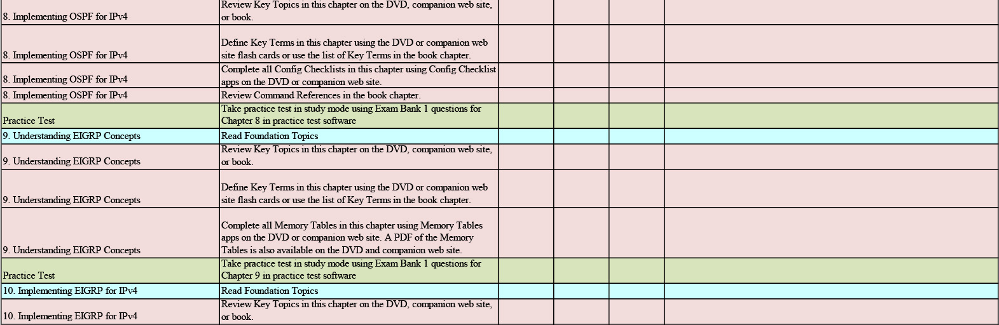 Review Key Topics in this chapter on the DVD, companion web site,
8. Implementing OSPF for IPv4 or book.
Define Key Terms in this chapter using the DVD or companion web
8. Implementing OSPF for IPv4 site flash cards or use the list of Key Terms in the book chapter.
Complete all Config Checklists in this chapter using Config Checklist
8. Implementing OSPF for IPv4 apps on the DVD or companion web site.
8. Implementing OSPF for IPv4 Review Command References in the book chapter.
Take practice test in study mode using Exam Bank 1 questions for
Practice Test Chapter 8 in practice test software
9. Understanding EIGRP Concepts Read Foundation Topics
Review Key Topics in this chapter on the DVD, companion web site,
9. Understanding EIGRP Concepts or book.
Define Key Terms in this chapter using the DVD or companion web
9. Understanding EIGRP Concepts site flash cards or use the list of Key Terms in the book chapter.
Complete all Memory Tables in this chapter using Memory Tables
apps on the DVD or companion web site. A PDF of the Memory
9. Understanding EIGRP Concepts Tables is also available on the DVD and companion web site.
Take practice test in study mode using Exam Bank 1 questions for
Practice Test Chapter 9 in practice test software
10. Implementing EIGRP for IPv4 Read Foundation Topics
Review Key Topics in this chapter on the DVD, companion web site,
10. Implementing EIGRP for IPv4 or book.